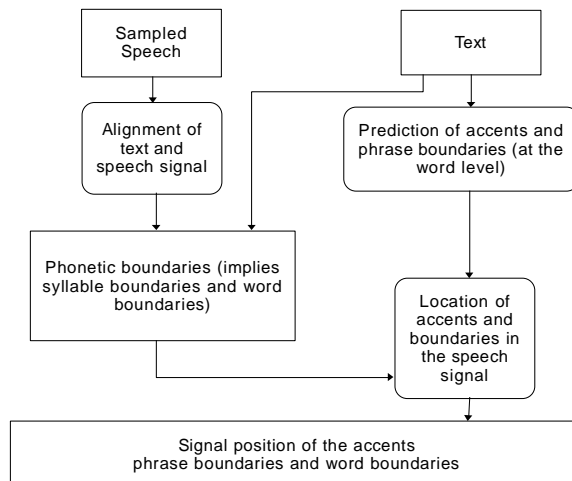 Sampled
Speech
Text
Alignment of
text and
speech signal
Prediction of accents and
phrase boundaries (at the
word level)
Phonetic boundaries (implies
syllable boundaries and word
boundaries)
Location of
accents and
boundaries in
the speech
signal
Signal position of the accents
phrase boundaries and word boundaries